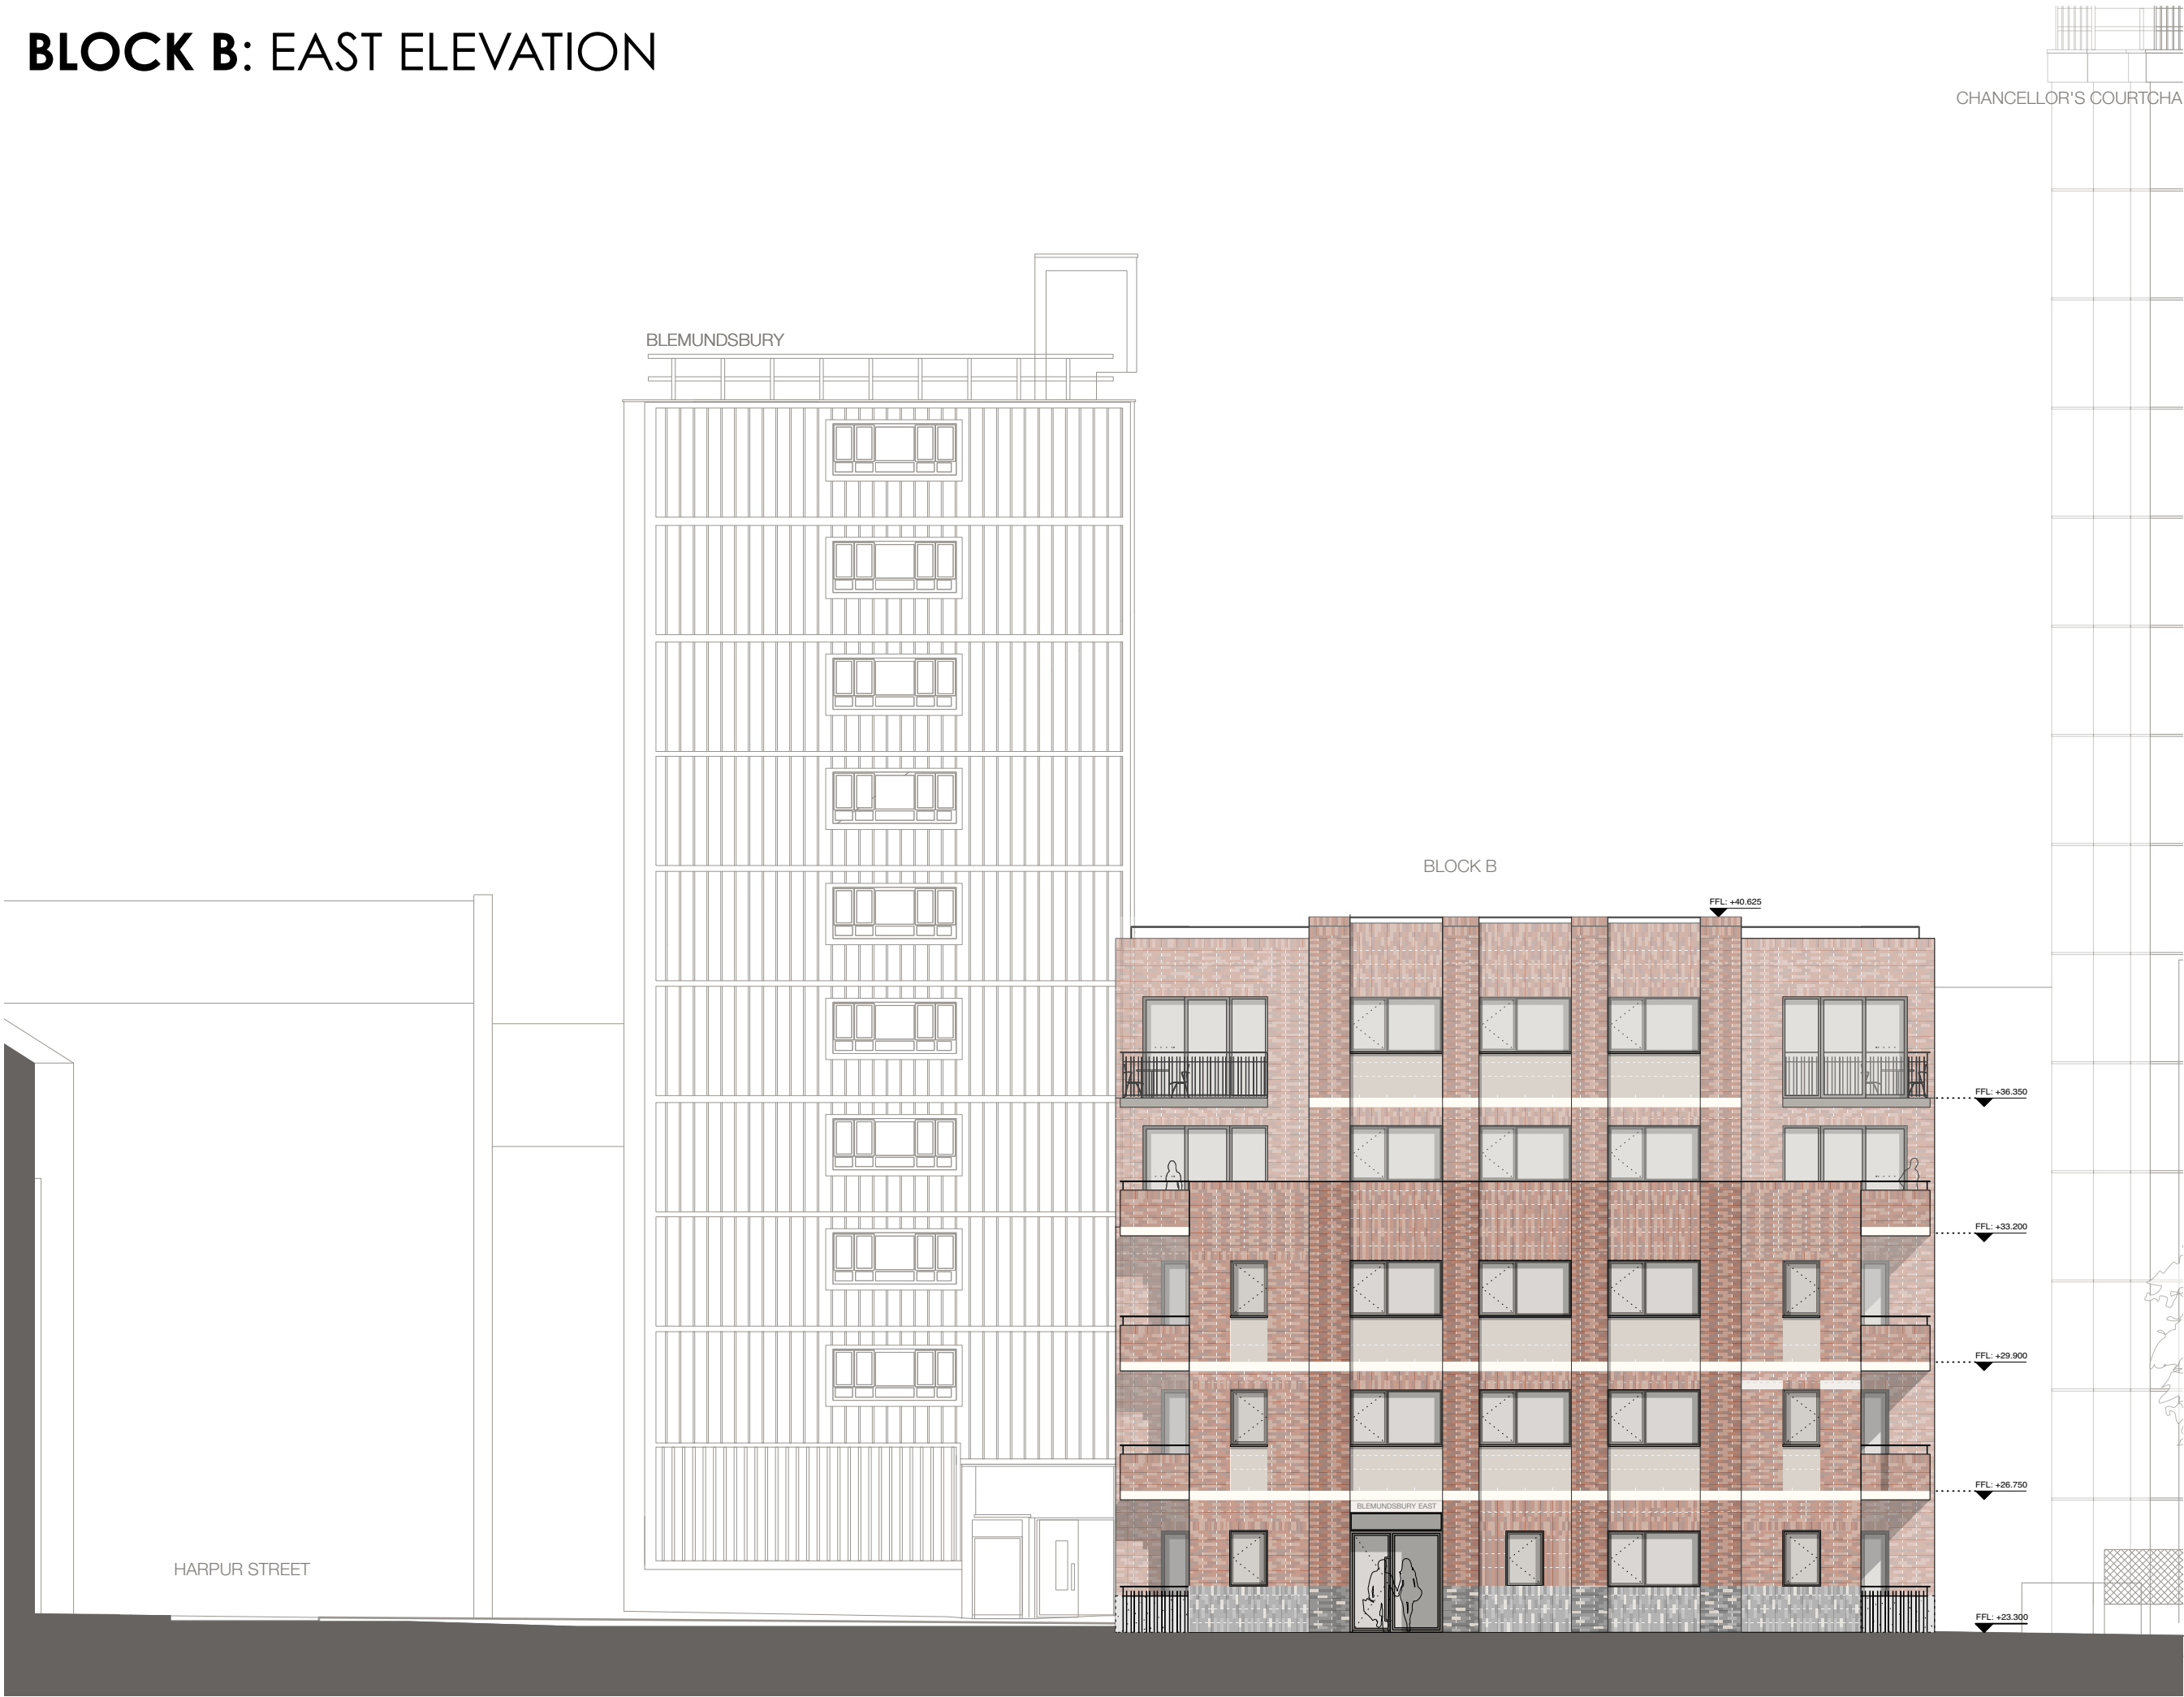 BLOCK B: EAST ELEVATION
CHANCELLOR'S COURTCHA
BLEMUNDSBURY
BLOCK B
FFL: +40.625
FFL: +36.350
FFL: +33.200
FFL: +29.900
FFL: +26.750
BLEMUNDSBURY EAST
HARPUR STREET
FFL: +23.300